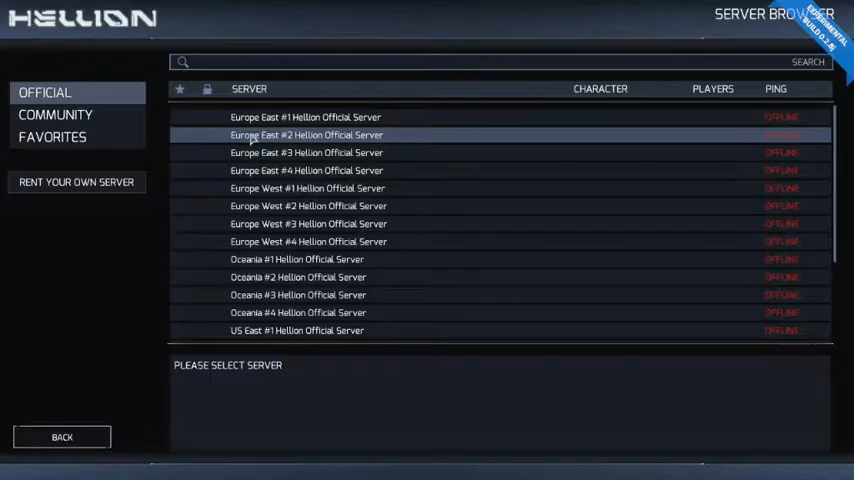 HELLION
SERVER BROWSER
EXPERIMENTAL
BUILD 0.2.8j
SEARCH
OFFICIAL
COMMUNITY
FAVORITES
RENT YOUR OWN SERVER
SERVER CHARACTER PLAYERS PING
Europe East #1 Hellion Official Server OFFLINE
Europe East #2 Hellion Official Server OFFLINE
Europe East #3 Hellion Official Server OFFLINE
Europe East #4 Hellion Official Server OFFLINE
Europe West #1 Hellion Official Server OFFLINE
Europe West #2 Hellion Official Server OFFLINE
Europe West #3 Hellion Official Server OFFLINE
Europe West #4 Hellion Official Server OFFLINE
Oceania #1 Hellion Official Server OFFLINE
Oceania #2 Hellion Official Server OFFLINE
Oceania #3 Hellion Official Server OFFLINE
Oceania #4 Hellion Official Server OFFLINE
US East #1 Hellion Official Server OFFLINE
PLEASE SELECT SERVER
BACK